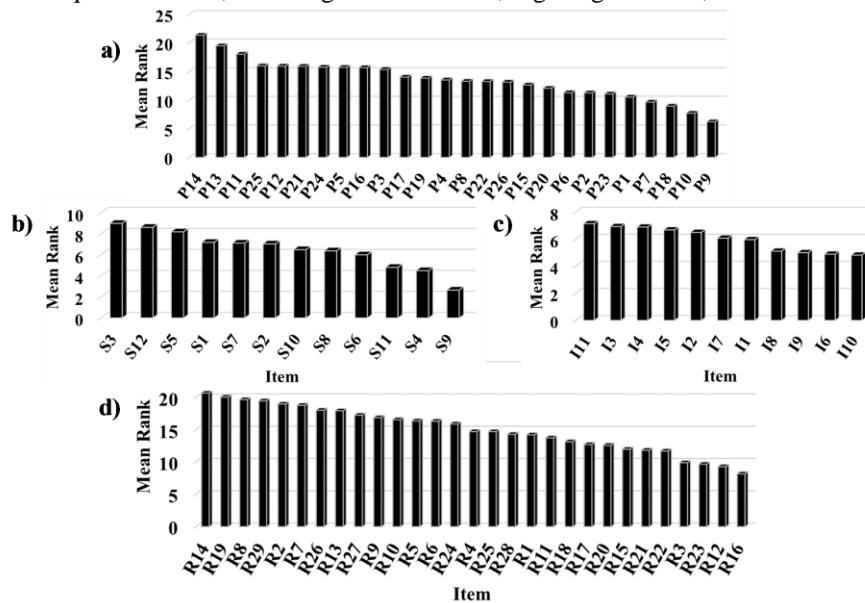 a)
Mean Rank
25
20
15
10
5
0
P14 P13 P11 P25 P12 P21 P24 P5 P16 P3 P17 P19 P4 P8 P22 P26 P15 P20 P6 P2 P23 P1 P7 P18 P10 P9
b)
Mean Rank
10
8
6
4
2
0
S3 S12 S5 S1 S7 S2 S10 S8 S6 S11 S4 S9
Item
c)
Mean Rank
8
6
4
2
0
I11 I3 I4 I5 I2 I7 I1 I8 I9 I6 I10
Item
d)
Mean Rank
20
15
10
5
0
R14 R19 R8 R29 R2 R7 R26 R13 R27 R9 R10 R5 R6 R24 R4 R25 R28 R1 R11 R18 R17 R20 R15 R21 R22 R3 R23 R12 R16
Item